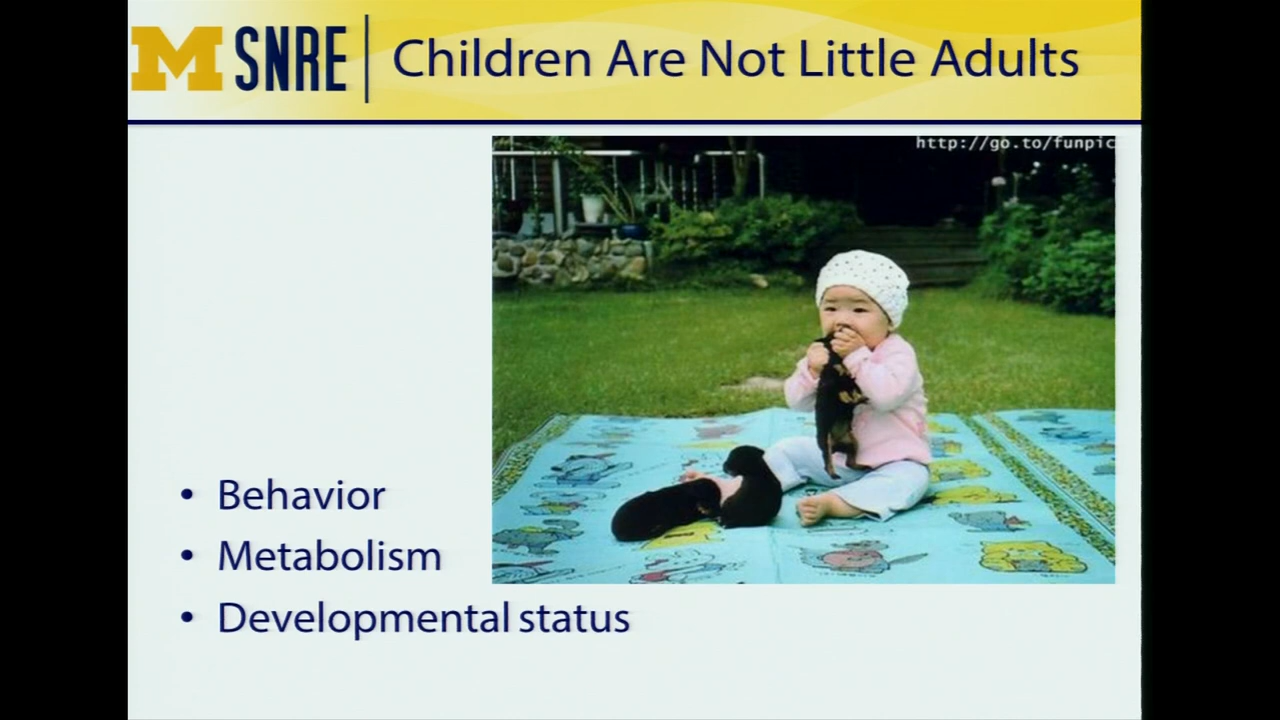 M SNRE
Children Are Not Little Adults
http://go.to/funpic
• Behavior
• Metabolism
• Developmental status